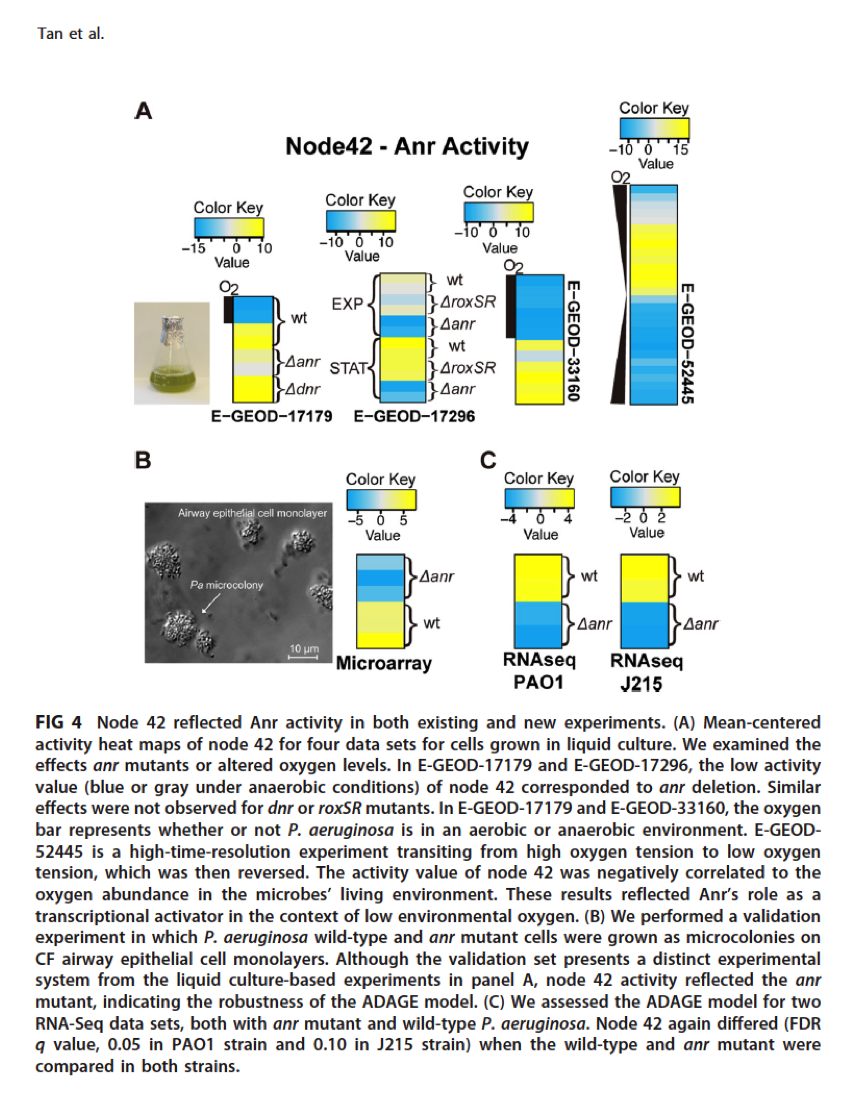 Tan et al.
A
Node42 - Anr Activity
Color Key
−15 0 10
Value
O2
wt
Δanr
Δdnr
E−GEOD−17179
Color Key
−10 0 10
Value
EXP
wt
ΔroxSR
Δanr
STAT
wt
ΔroxSR
Δanr
E−GEOD−17296
Color Key
−10 0 10
Value
O2
E−GEOD−33160
Color Key
−10 0 15
Value
O2
E−GEOD−52445
B
Airway epithelial cell monolayer
Pa microcolony
10 μm
Color Key
−5 0 5
Value
Δanr
wt
Microarray
C
Color Key
−4 0 4
Value
wt
Δanr
RNAseq
PAO1
Color Key
−2 0 2
Value
wt
Δanr
RNAseq
J215
FIG 4 Node 42 reflected Anr activity in both existing and new experiments. (A) Mean-centered
activity heat maps of node 42 for four data sets for cells grown in liquid culture. We examined the
effects anr mutants or altered oxygen levels. In E-GEOD-17179 and E-GEOD-17296, the low activity
value (blue or gray under anaerobic conditions) of node 42 corresponded to anr deletion. Similar
effects were not observed for dnr or roxSR mutants. In E-GEOD-17179 and E-GEOD-33160, the oxygen
bar represents whether or not P. aeruginosa is in an aerobic or anaerobic environment. E-GEOD-
52445 is a high-time-resolution experiment transiting from high oxygen tension to low oxygen
tension, which was then reversed. The activity value of node 42 was negatively correlated to the
oxygen abundance in the microbes’ living environment. These results reflected Anr’s role as a
transcriptional activator in the context of low environmental oxygen. (B) We performed a validation
experiment in which P. aeruginosa wild-type and anr mutant cells were grown as microcolonies on
CF airway epithelial cell monolayers. Although the validation set presents a distinct experimental
system from the liquid culture-based experiments in panel A, node 42 activity reflected the anr
mutant, indicating the robustness of the ADAGE model. (C) We assessed the ADAGE model for two
RNA-Seq data sets, both with anr mutant and wild-type P. aeruginosa. Node 42 again differed (FDR
q value, 0.05 in PAO1 strain and 0.10 in J215 strain) when the wild-type and anr mutant were
compared in both strains.